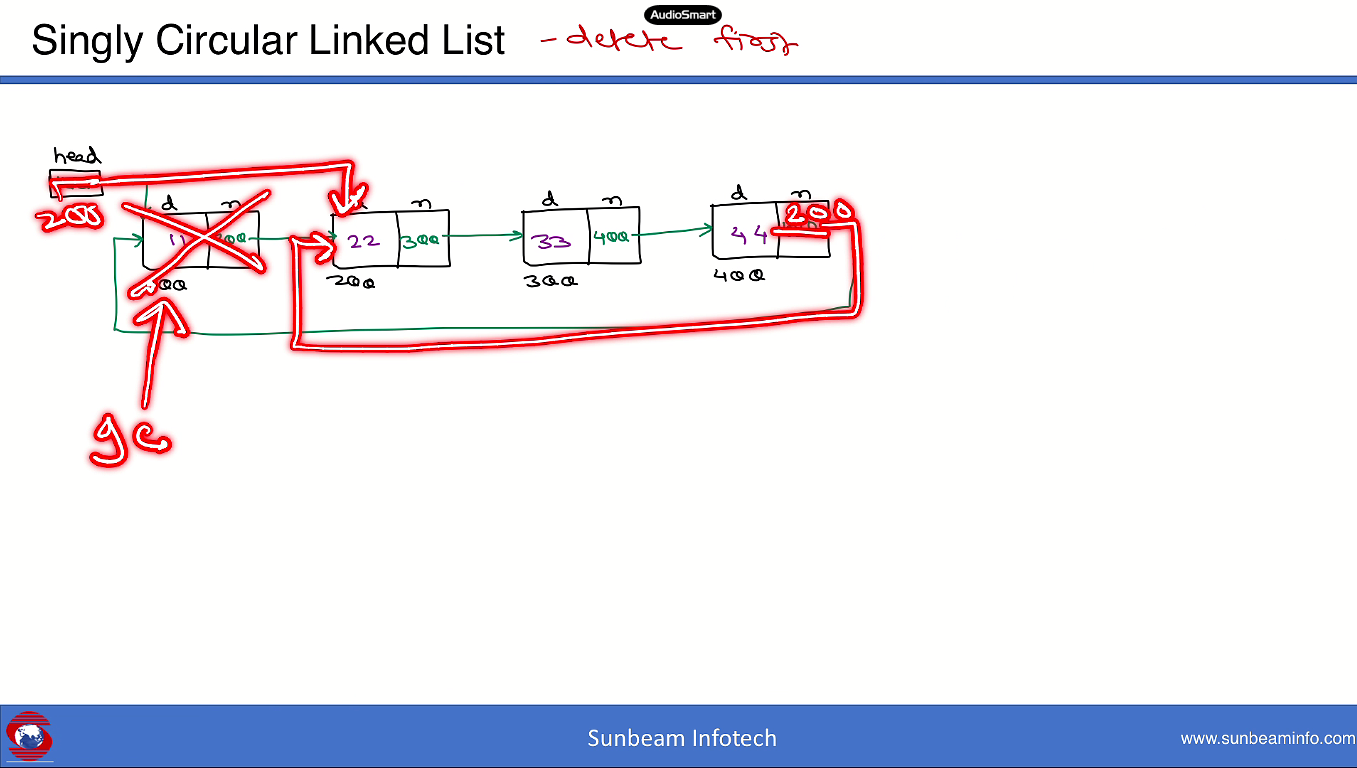 AudioSmart
Singly Circular Linked List - delete first
head
200
d n d n d n
11 200 22 300 33 400 44 200
200 300 400
gc
Sunbeam Infotech
www.sunbeaminfo.com